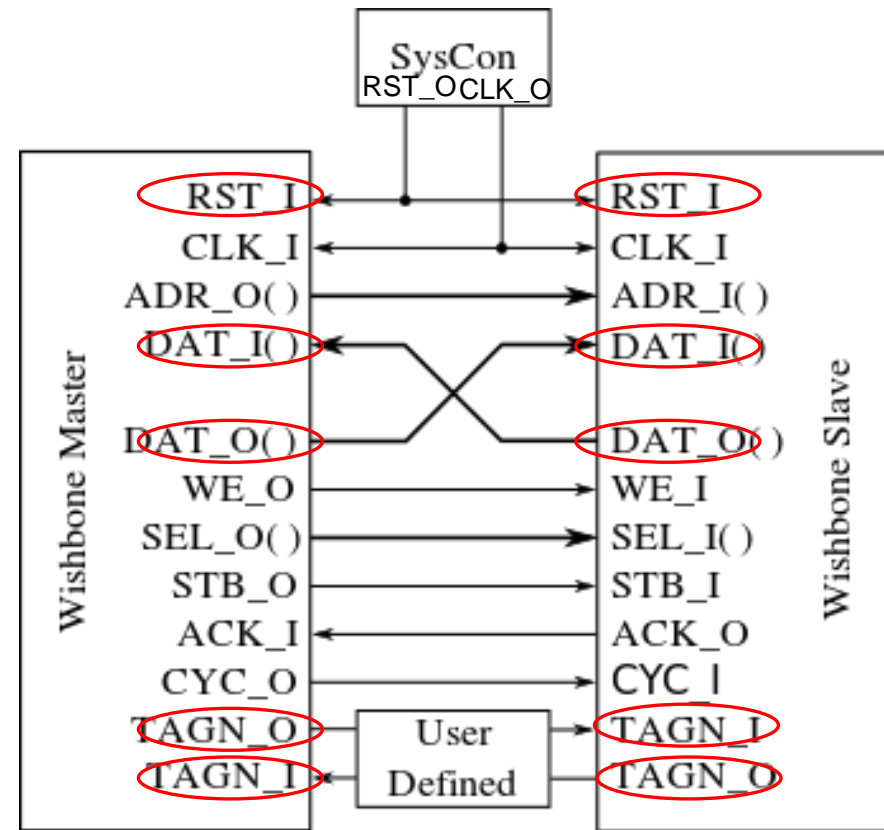 SysCon
RST_O CLK_O
Wishbone Master
RST_I
CLK_I
ADR_O()
DAT_I()
DAT_O()
WE_O
SEL_O()
STB_O
ACK_I
CYC_O
TAGN_O
TAGN_I
User
Defined
RST_I
CLK_I
ADR_I()
DAT_I()
DAT_O()
WE_I
SEL_I()
STB_I
ACK_O
CYC_I
TAGN_I
TAGN_O
Wishbone Slave